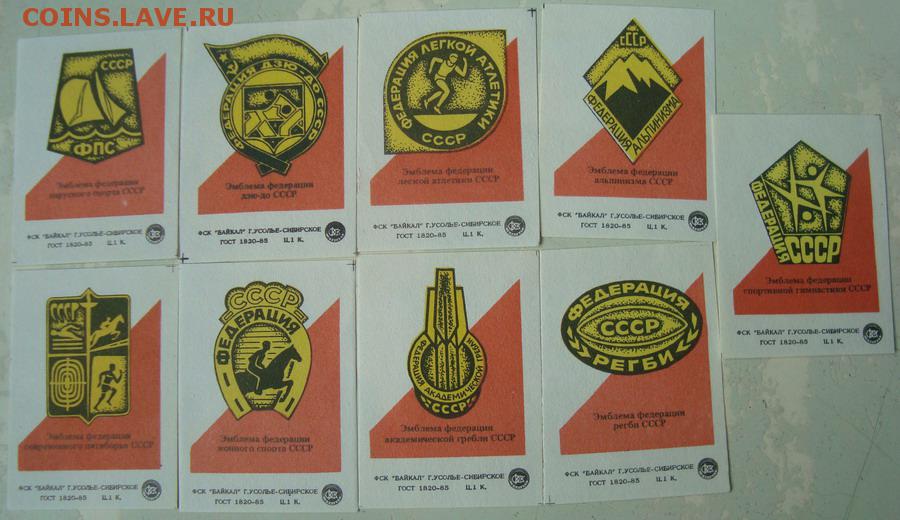 COINS.LAVE.РУ
СССР
ФПС
Эмблема федерации
парусного спорта СССР
ФСК "БАЙКАЛ" Г.УСОЛЬЕ-СИБИРСКОЕ
ГОСТ 1820-85 Ц.1 К.
ФЕДЕРАЦИЯ ДЗЮ-ДО СССР
Эмблема федерации
дзю-до СССР
ФСК "БАЙКАЛ" Г.УСОЛЬЕ-СИБИРСКОЕ
ГОСТ 1820-85 Ц.1 К.
ФЕДЕРАЦИЯ ЛЕГКОЙ АТЛЕТИКИ
СССР
Эмблема федерации
легкой атлетики СССР
ФСК "БАЙКАЛ" Г.УСОЛЬЕ-СИБИРСКОЕ
ГОСТ 1820-85 Ц.1 К.
СССР
ФЕДЕРАЦИЯ АЛЬПИНИЗМА
Эмблема федерации
альпинизма СССР
ФСК "БАЙКАЛ" Г.УСОЛЬЕ-СИБИРСКОЕ
ГОСТ 1820-85 Ц.1 К.
ФЕДЕРАЦИЯ
СССР
Эмблема федерации
спортивной гимнастики СССР
ФСК "БАЙКАЛ" Г.УСОЛЬЕ-СИБИРСКОЕ
ГОСТ 1820-85 Ц.1 К.
Эмблема федерации
современного пятиборья СССР
ФСК "БАЙКАЛ" Г.УСОЛЬЕ-СИБИРСКОЕ
ГОСТ 1820-85 Ц.1 К.
СССР
ФЕДЕРАЦИЯ
Эмблема федерации
конного спорта СССР
ФСК "БАЙКАЛ" Г.УСОЛЬЕ-СИБИРСКОЕ
ГОСТ 1820-85 Ц.1 К.
ФЕДЕРАЦИЯ АКАДЕМИЧЕСКОЙ ГРЕБЛИ
СССР
Эмблема федерации
академической гребли СССР
ФСК "БАЙКАЛ" Г.УСОЛЬЕ-СИБИРСКОЕ
ГОСТ 1820-85 Ц.1 К.
ФЕДЕРАЦИЯ
СССР
РЕГБИ
Эмблема федерации
регби СССР
ФСК "БАЙКАЛ" Г.УСОЛЬЕ-СИБИРСКОЕ
ГОСТ 1820-85 Ц.1 К.